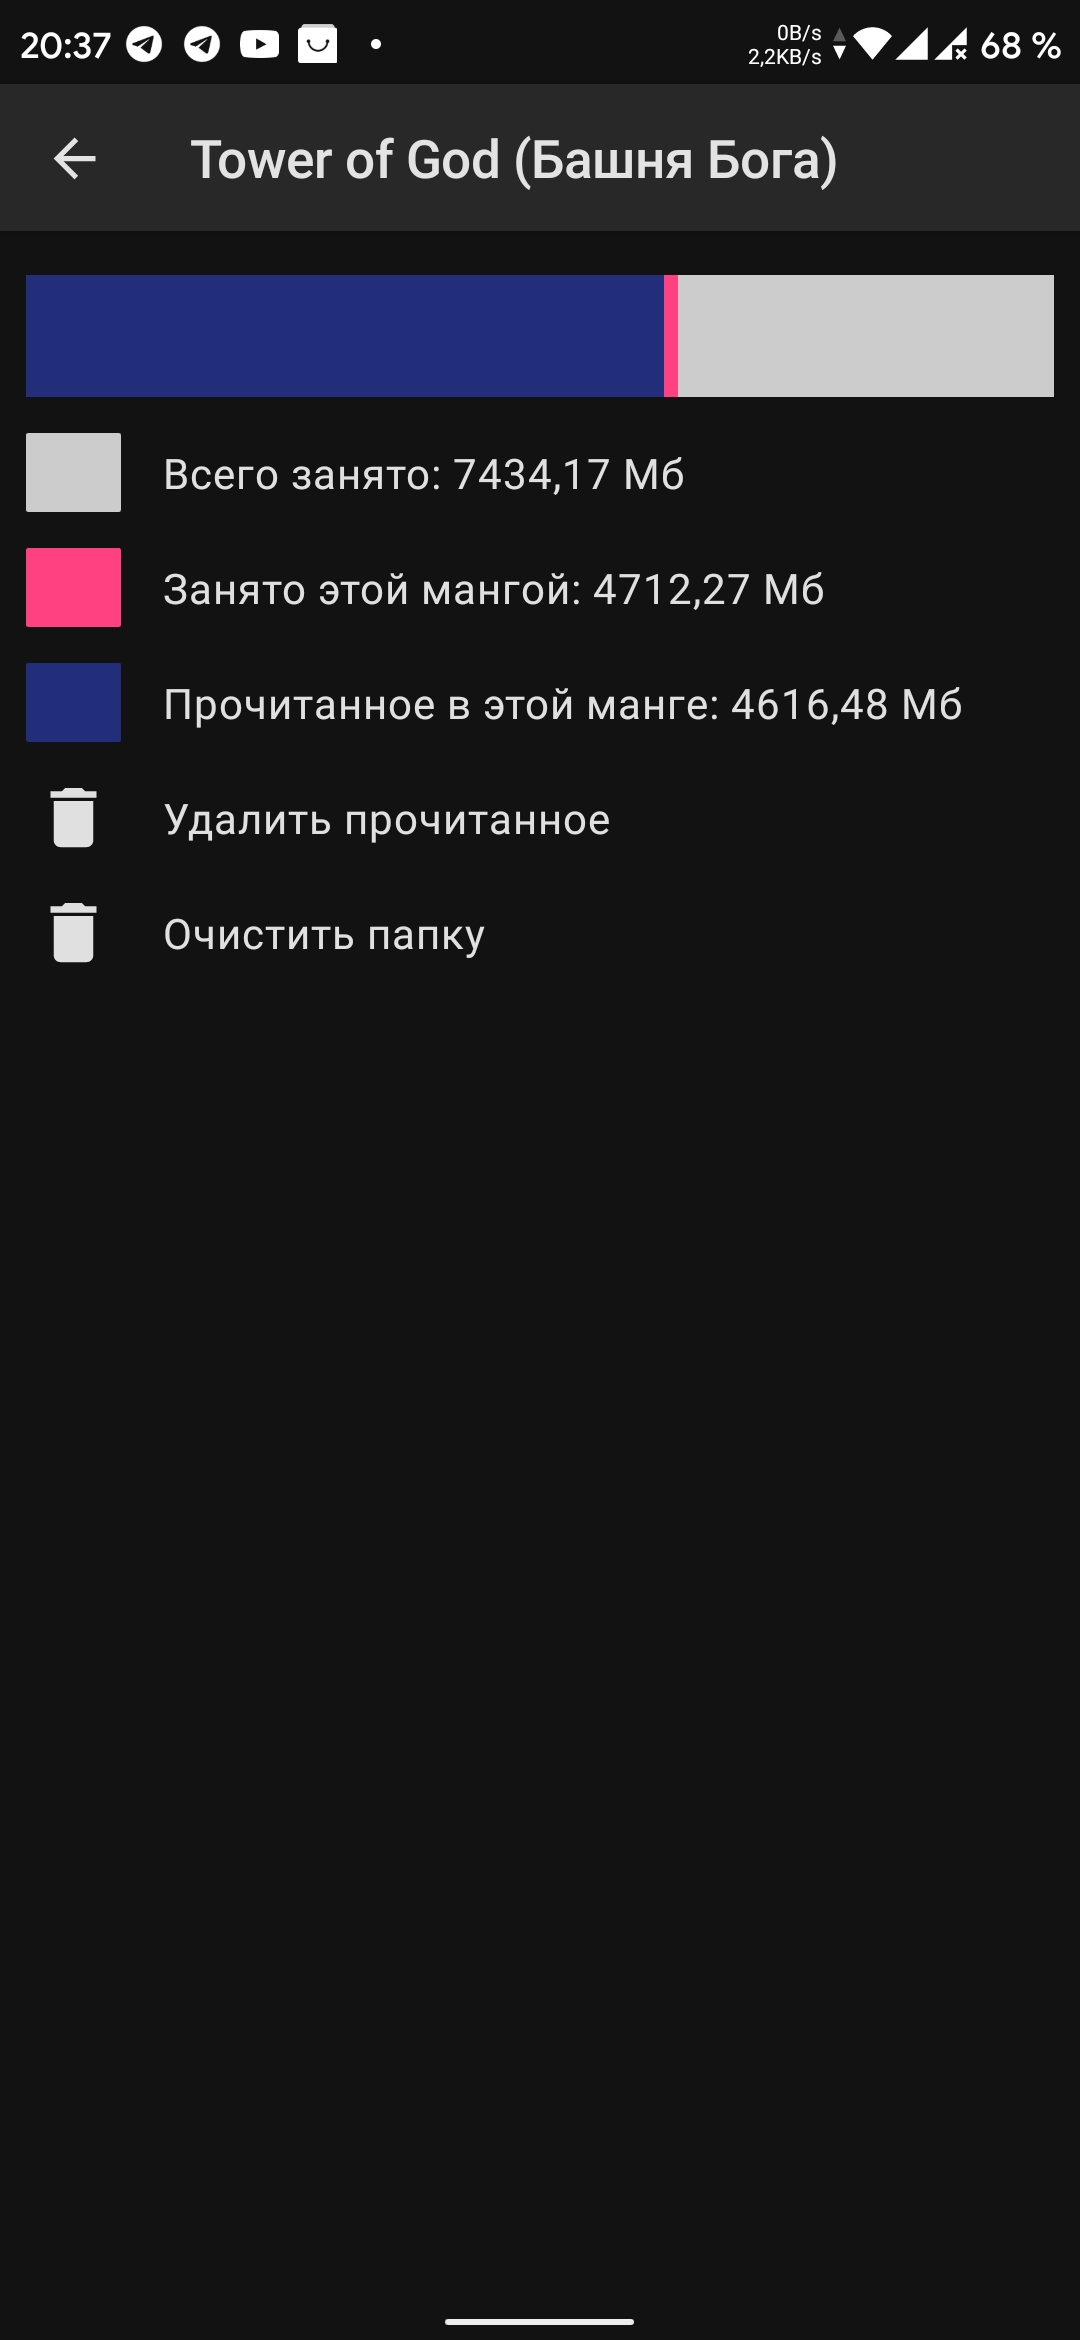 20:37
0B/s
2,2KB/s
68 %
Tower of God (Башня Бога)
Всего занято: 7434,17 Мб
Занято этой мангой: 4712,27 Мб
Прочитанное в этой манге: 4616,48 Мб
Удалить прочитанное
Очистить папку